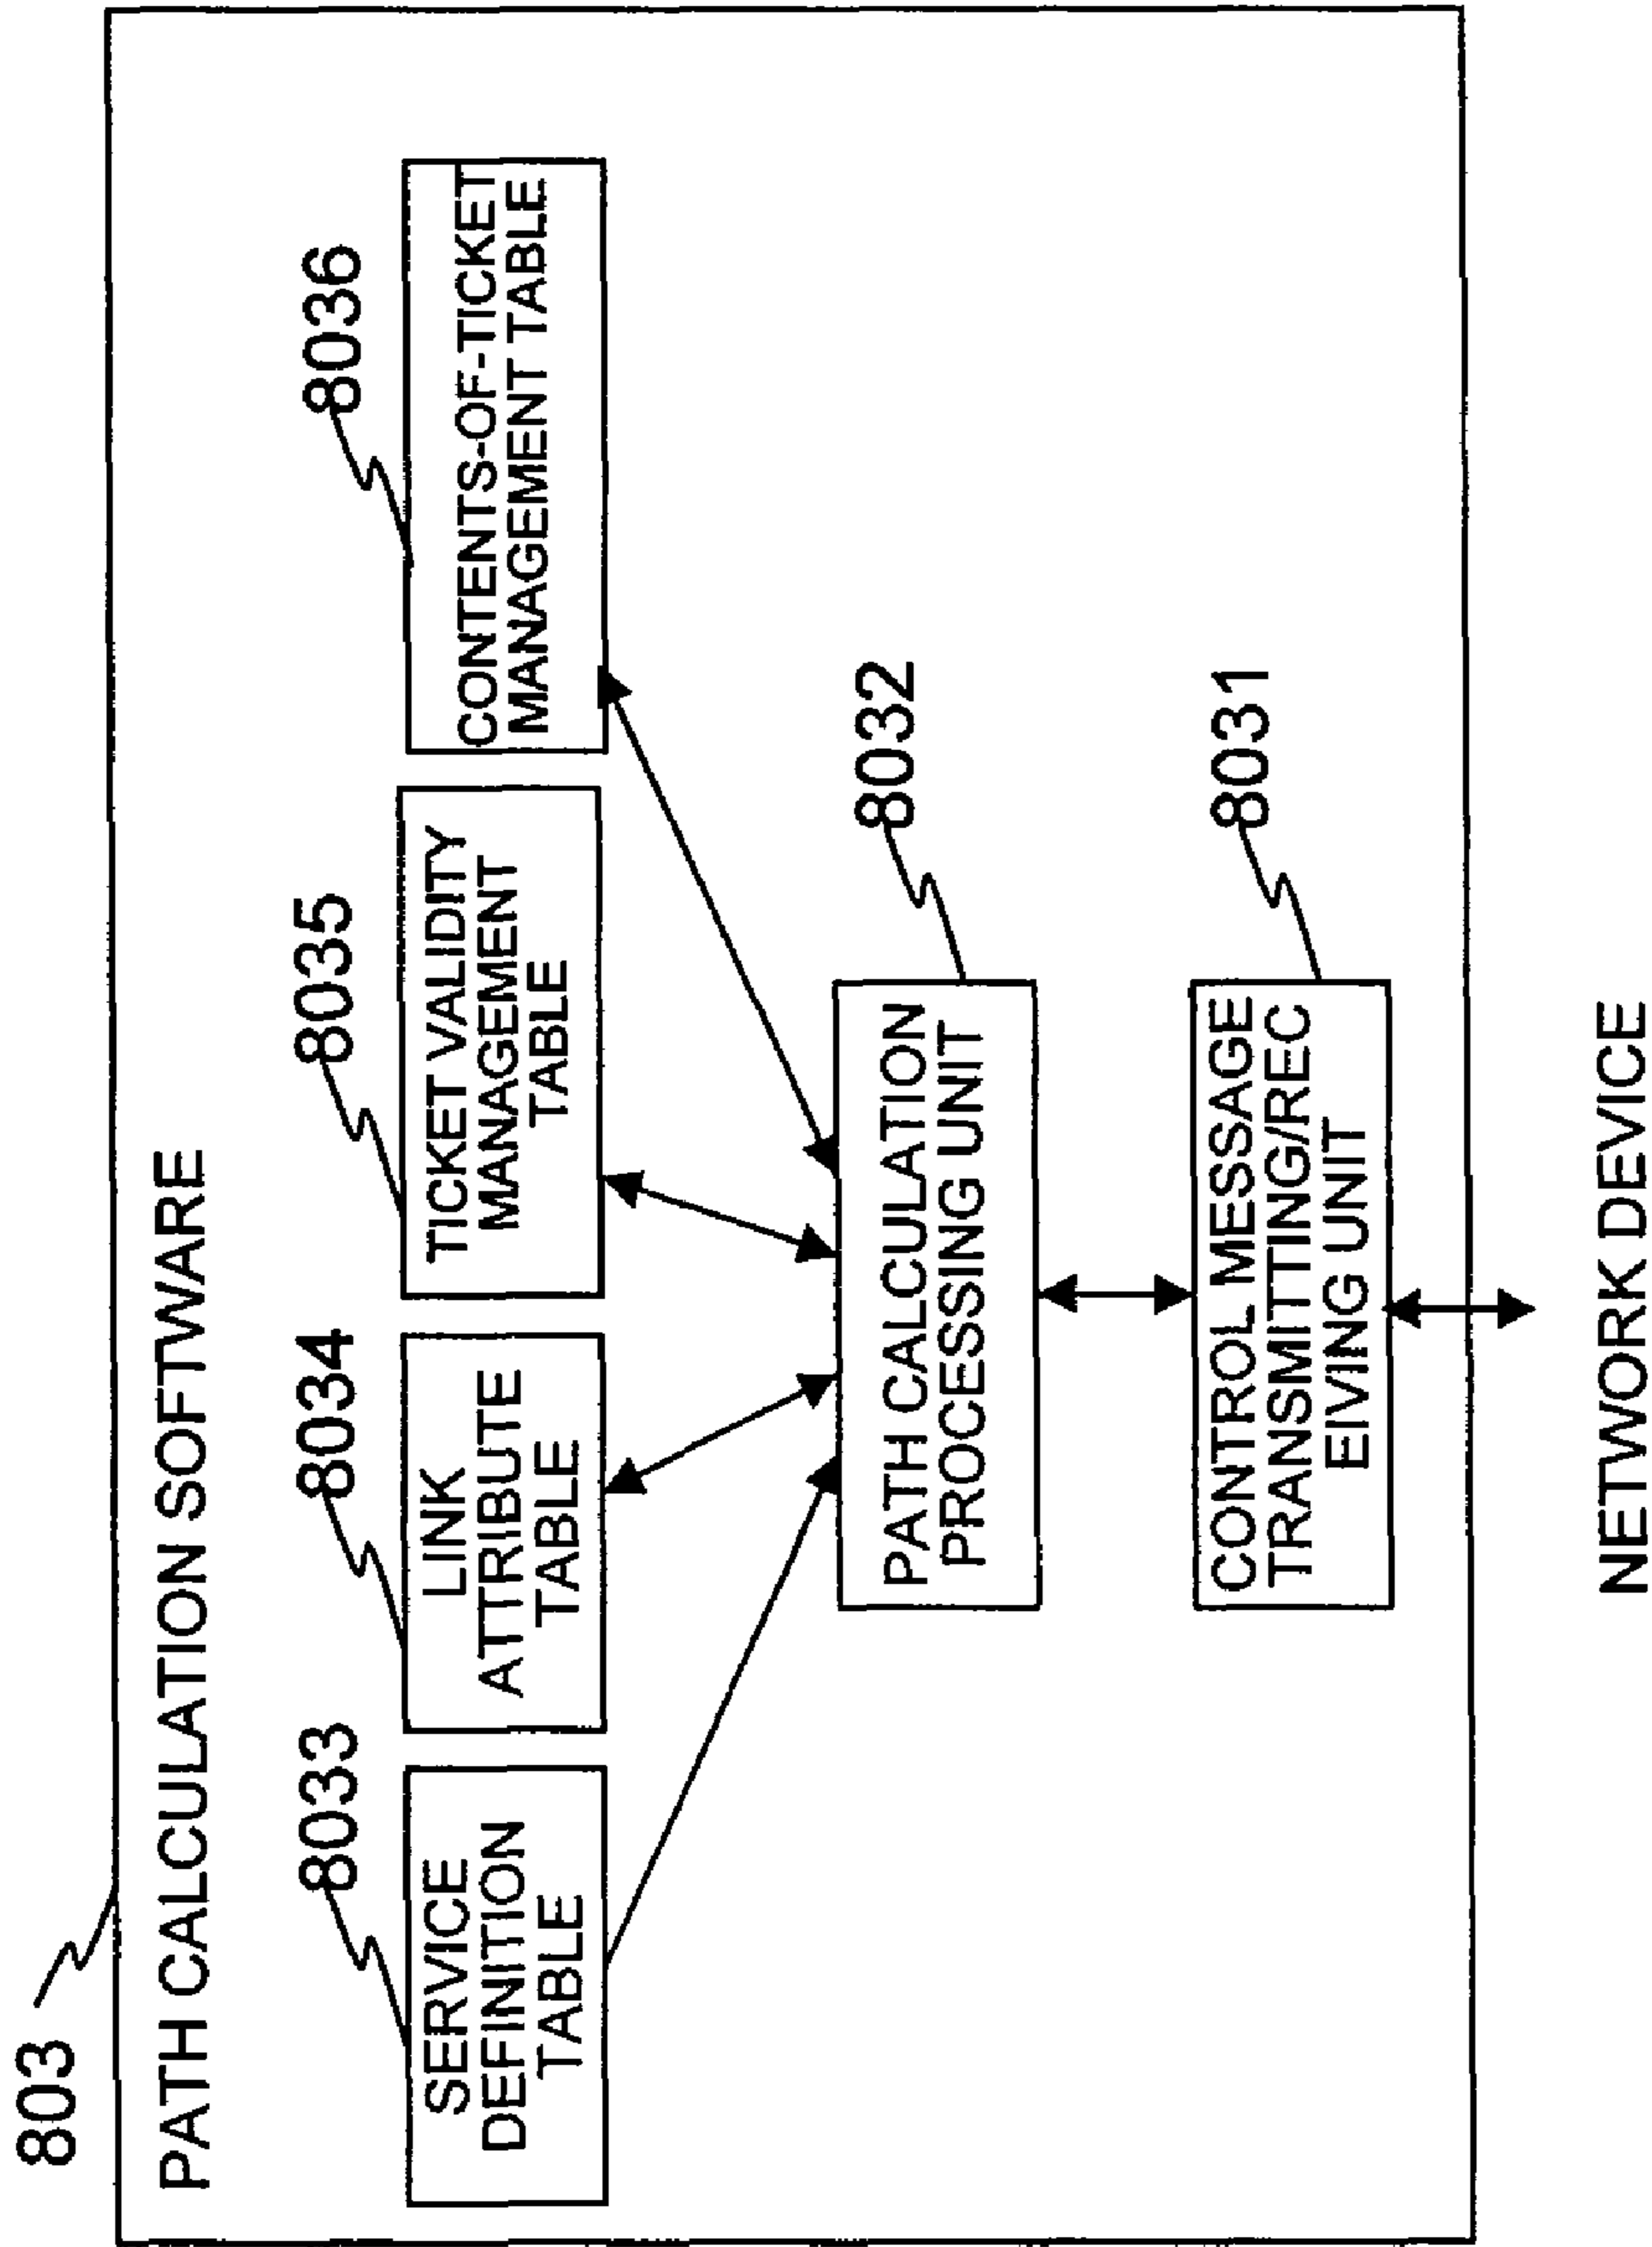 803
PATH CALCULATION SOFTWARE
8033
8034
8035
8036
SERVICE
DEFINITION
TABLE
LINK
ATTRIBUTE
TABLE
TICKET VALIDITY
MANAGEMENT
TABLE
CONTENTS-OF-TICKET
MANAGEMENT TABLE
8032
PATH CALCULATION
PROCESSING UNIT
8031
CONTROL MESSAGE
TRANSMITTING/REC
EIVING UNIT
NETWORK DEVICE